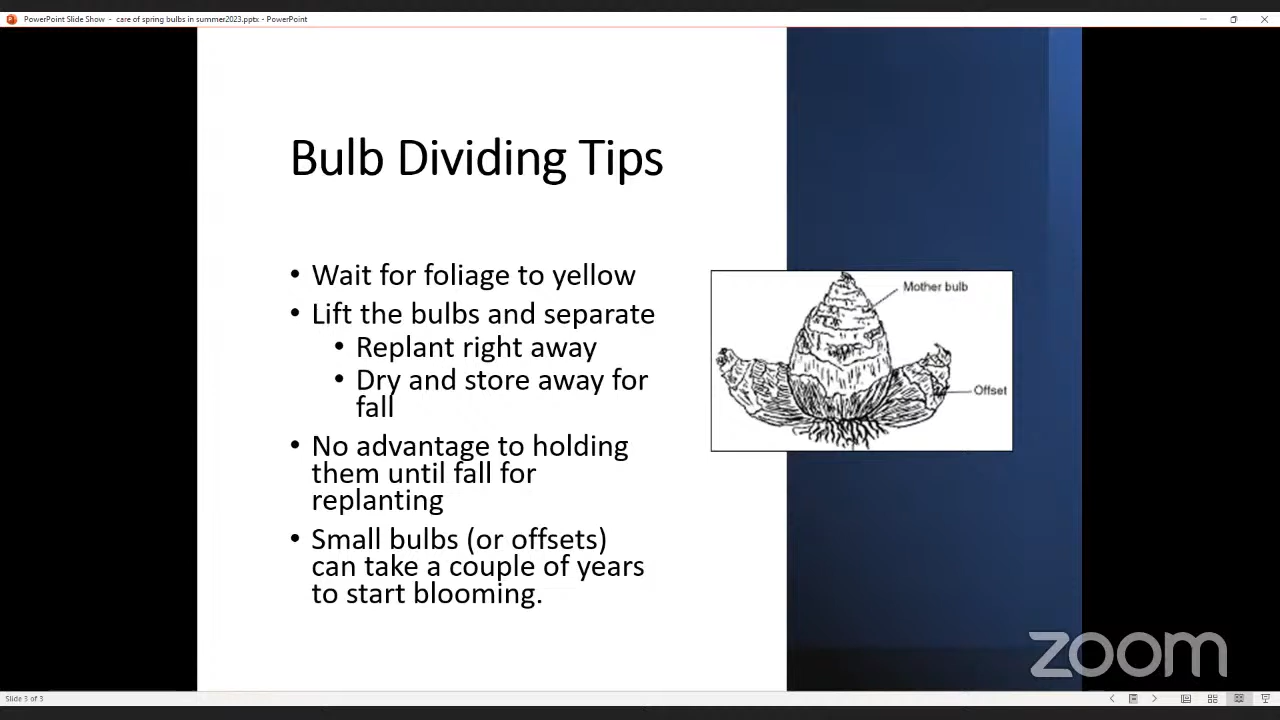 PowerPoint Slide Show - care of spring bulbs in summer2023.pptx - PowerPoint
Bulb Dividing Tips
• Wait for foliage to yellow
• Lift the bulbs and separate
• Replant right away
• Dry and store away for
fall
• No advantage to holding
them until fall for
replanting
• Small bulbs (or offsets)
can take a couple of years
to start blooming.
Mother bulb
Offset
zoom
Slide 3 of 3